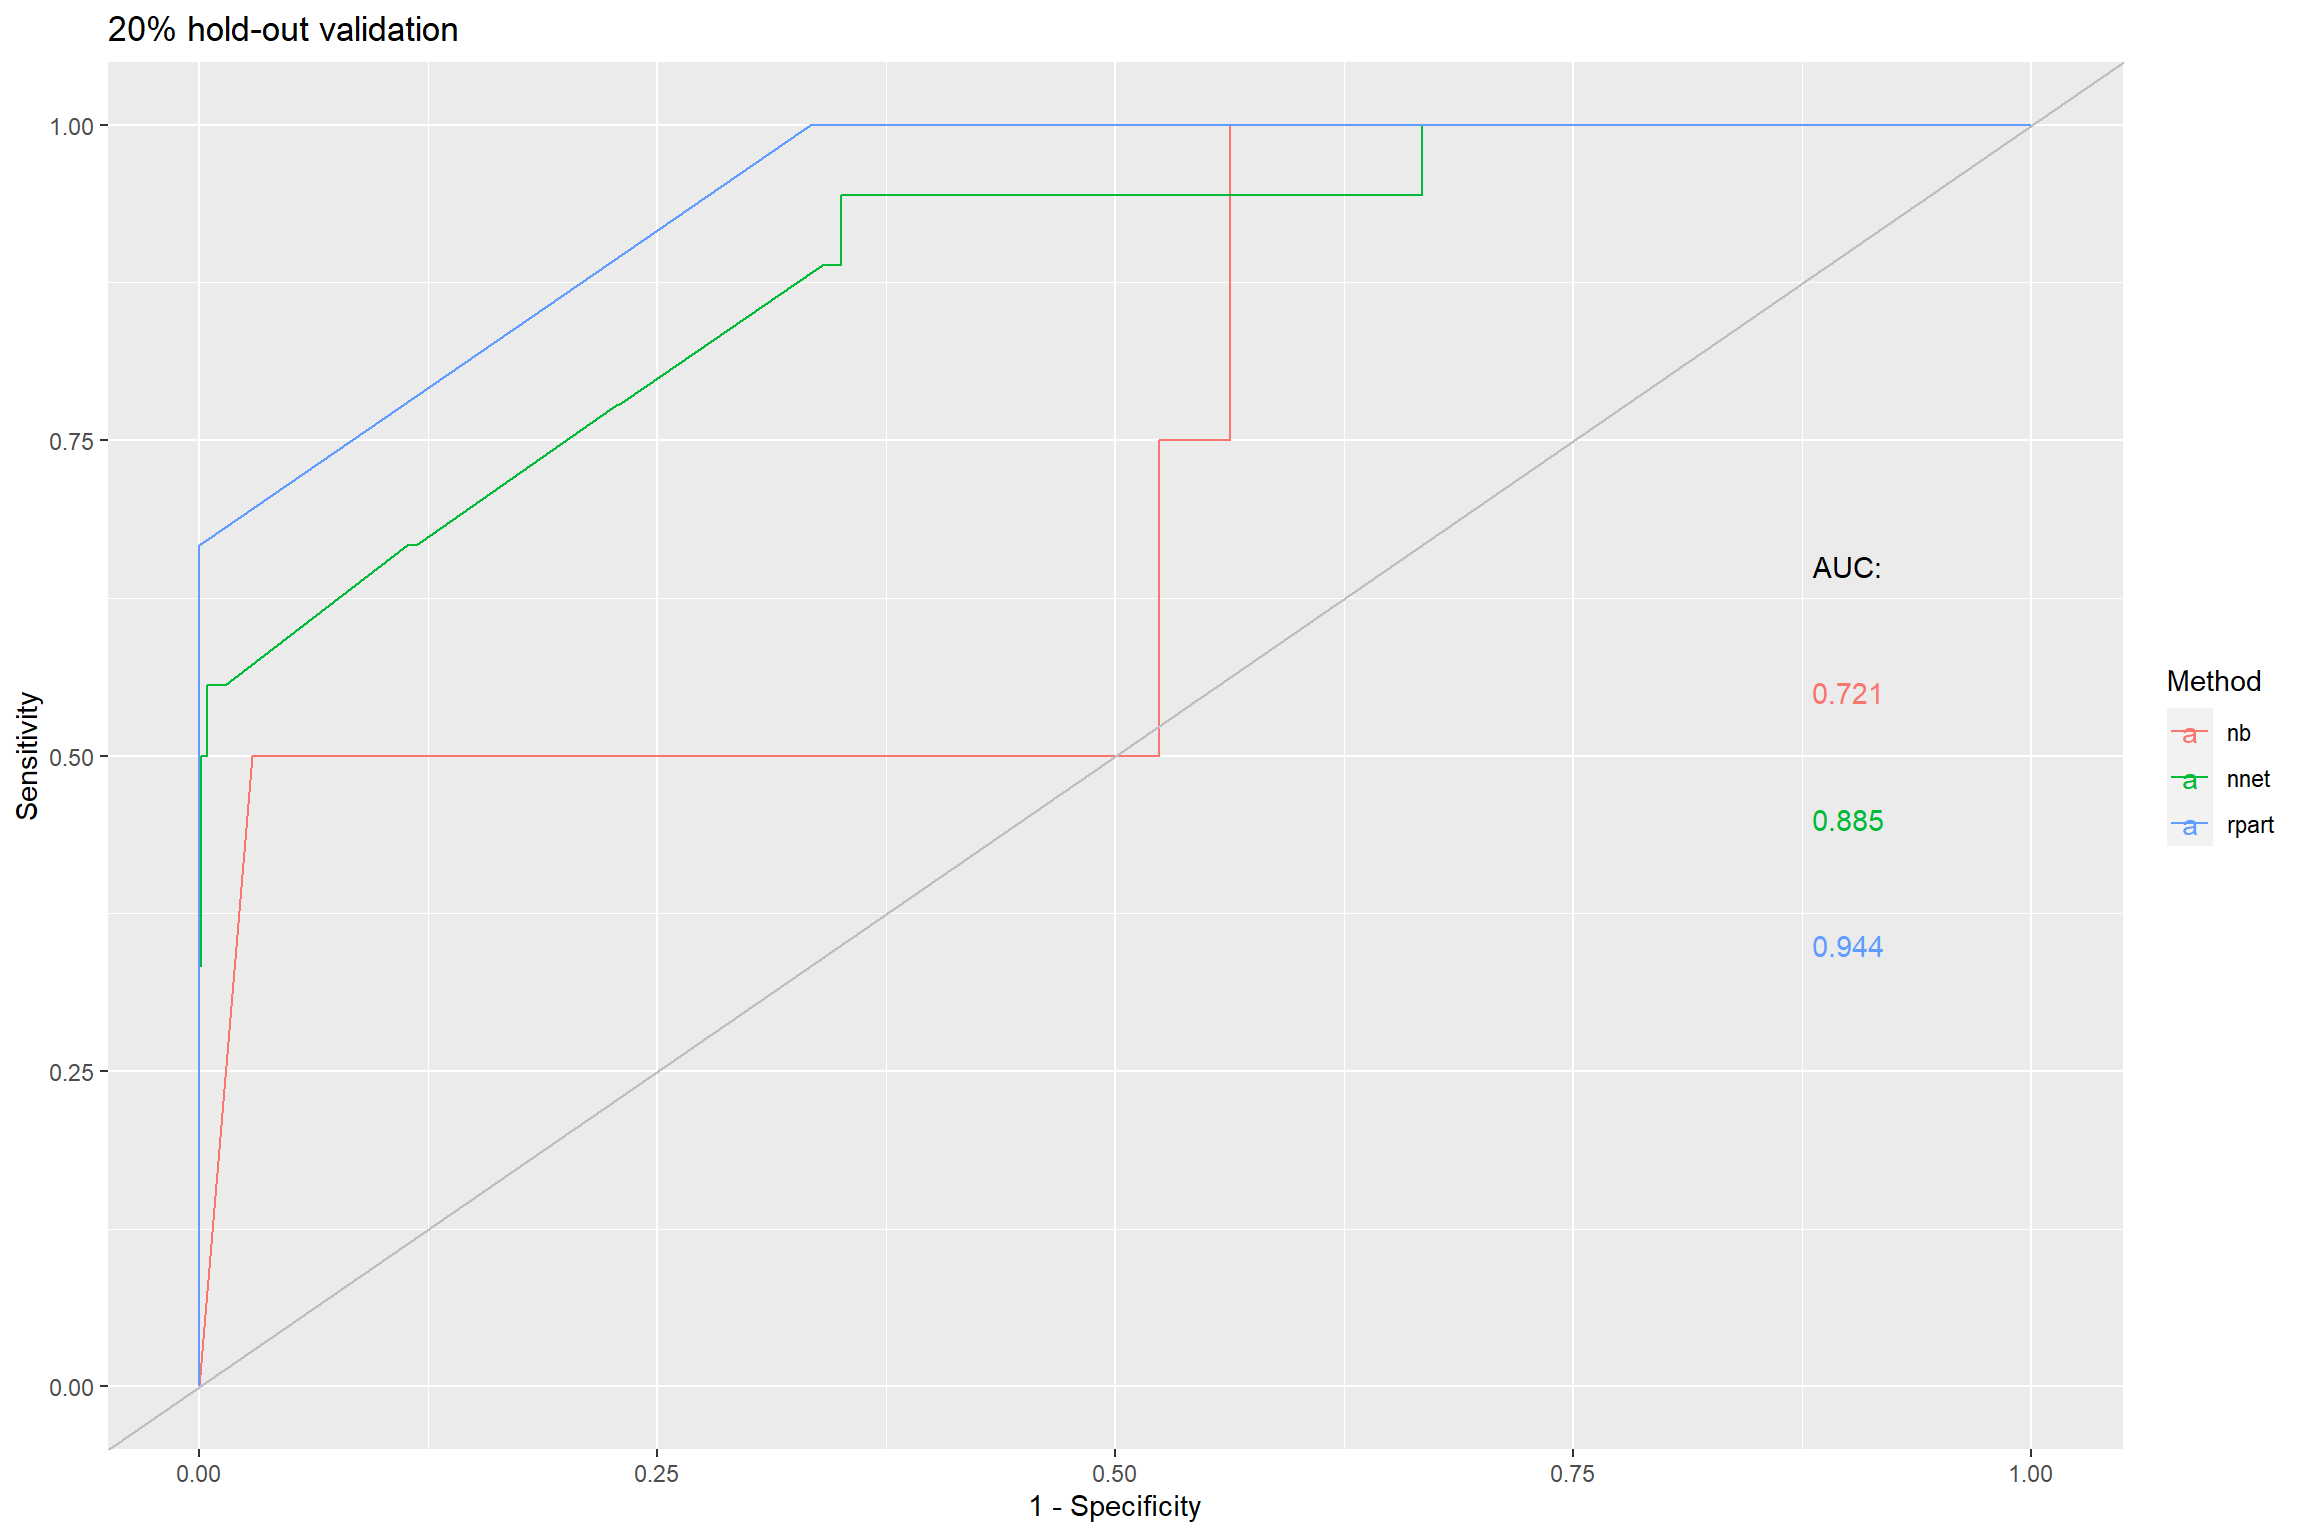 20% hold-out validation
1.00
0.75
0.50
0.25
0.00
Sensitivity
0.00
0.25
0.50
0.75
1.00
1 - Specificity
AUC:
0.721
0.885
0.944
Method
a nb
a nnet
a rpart